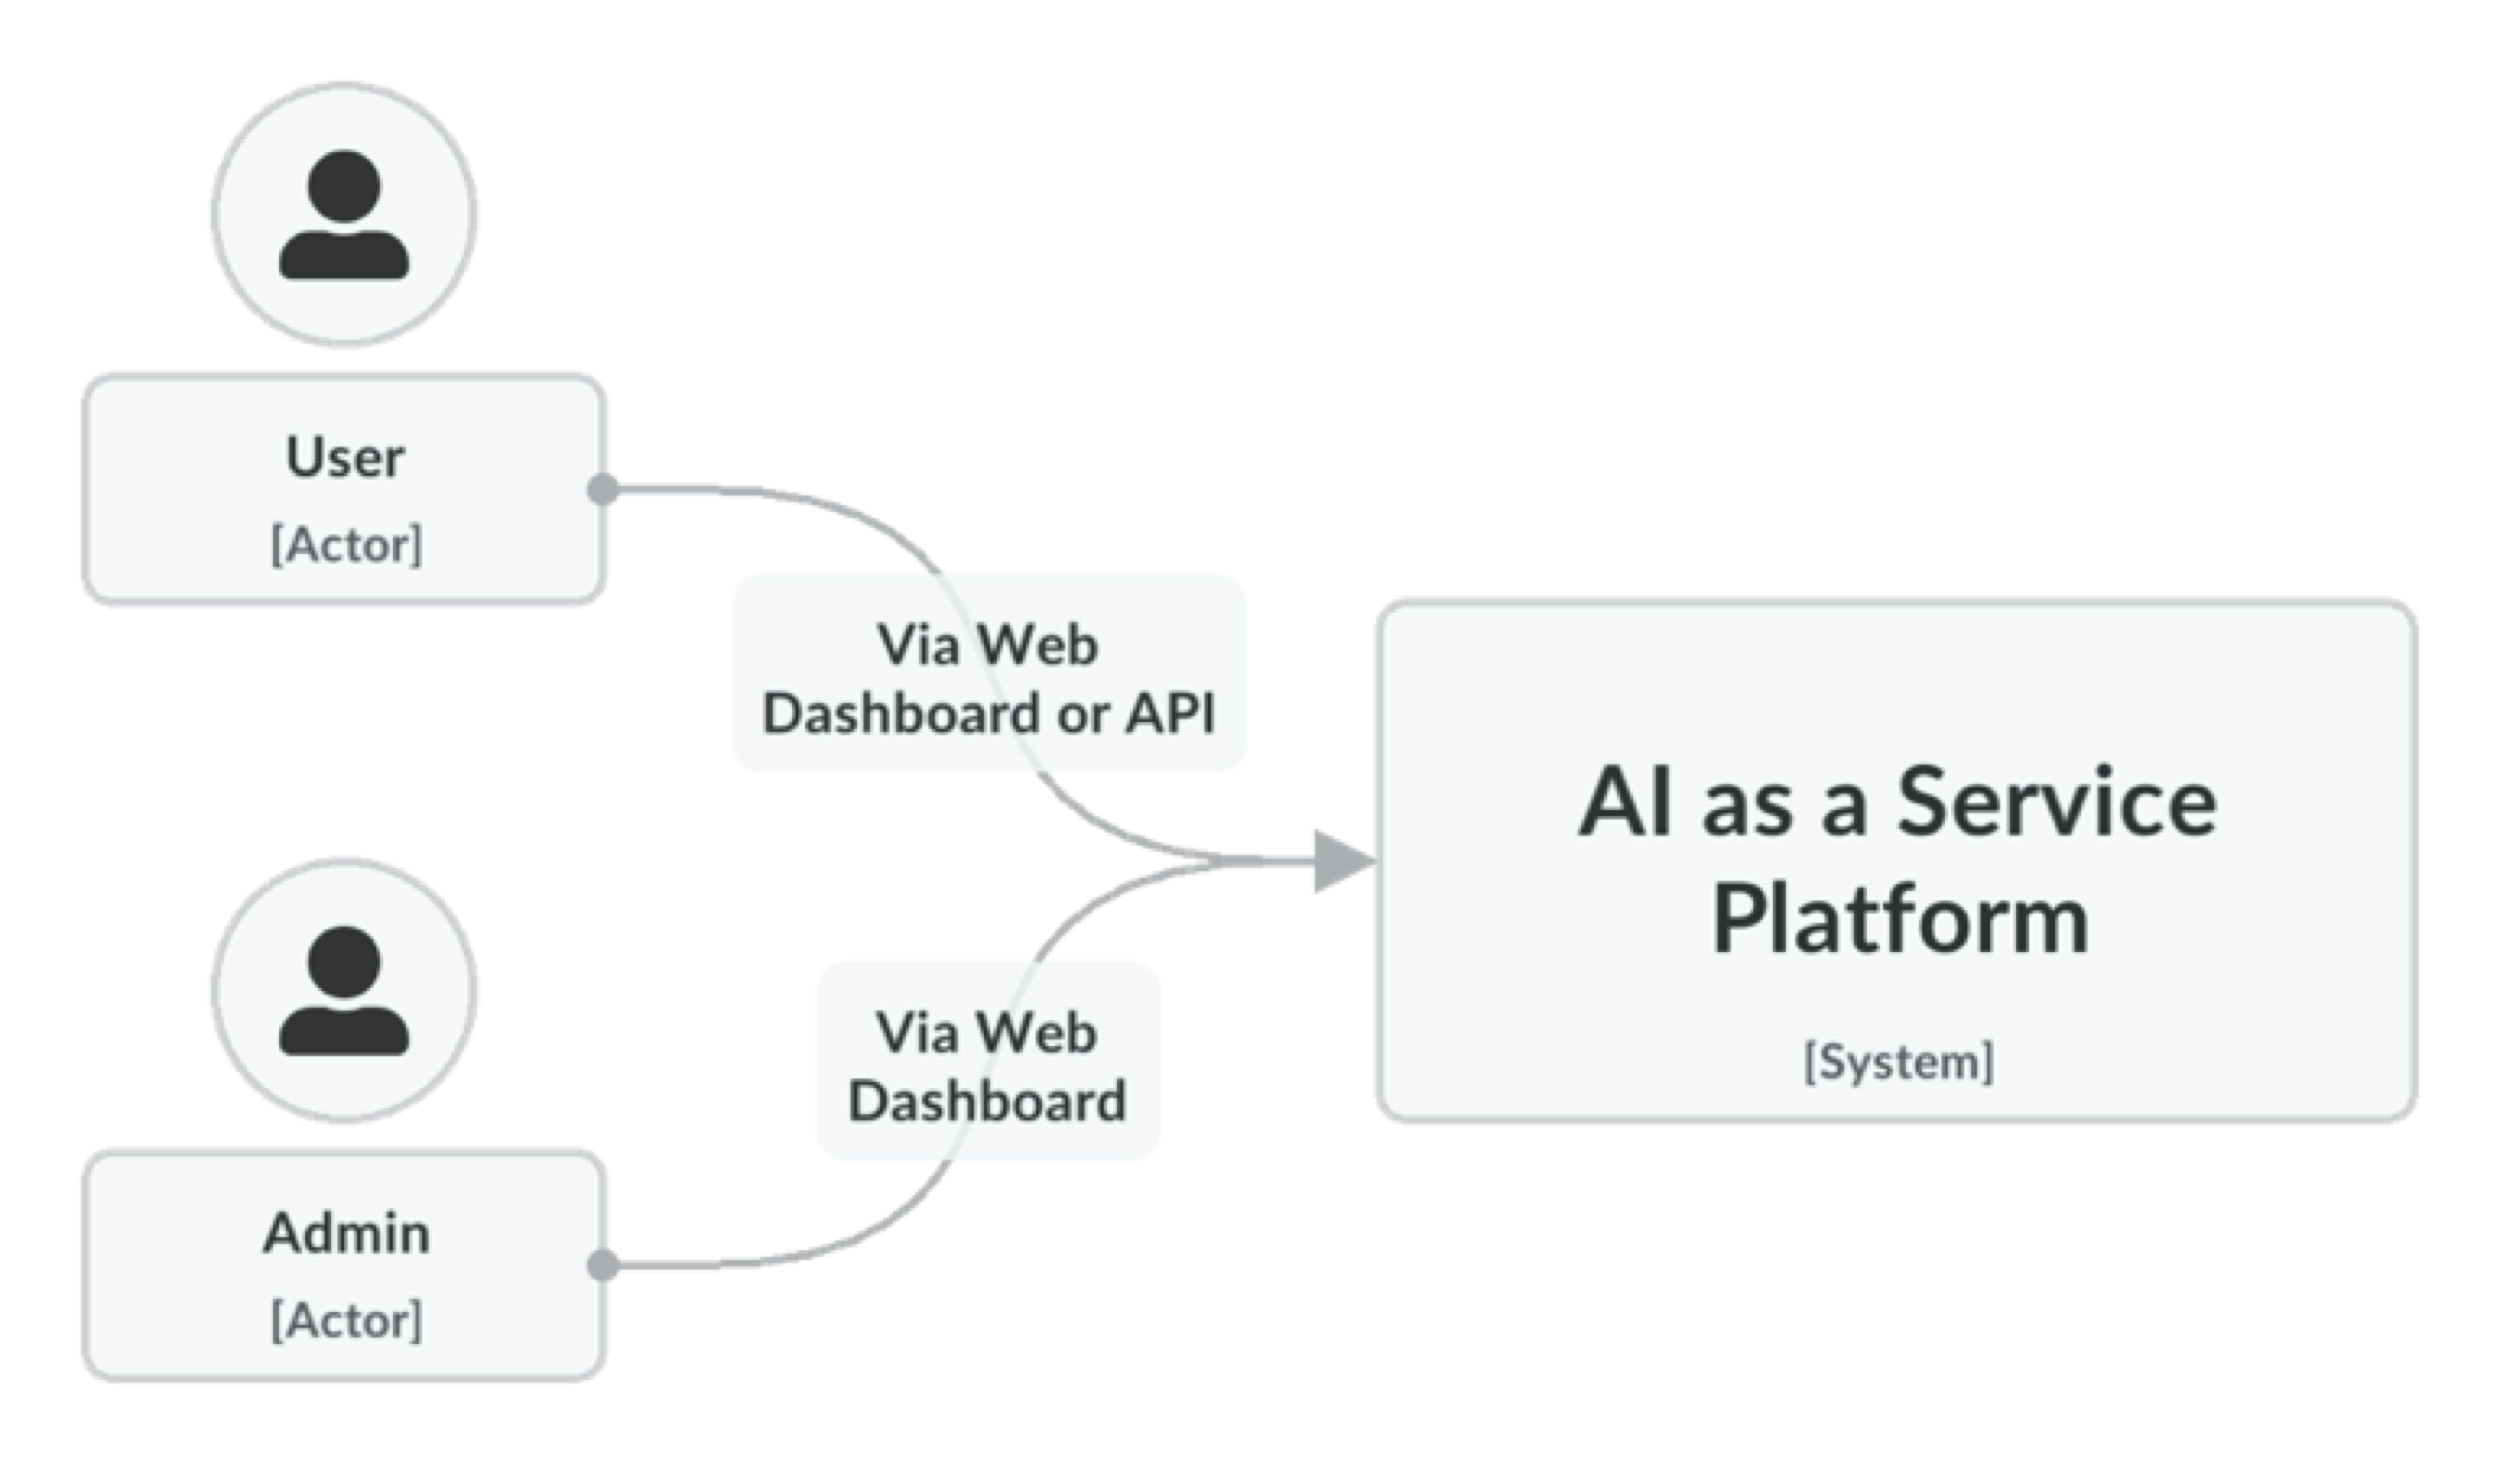 User
[Actor]
Via Web
Dashboard or API
AI as a Service
Platform
[System]
Via Web
Dashboard
Admin
[Actor]